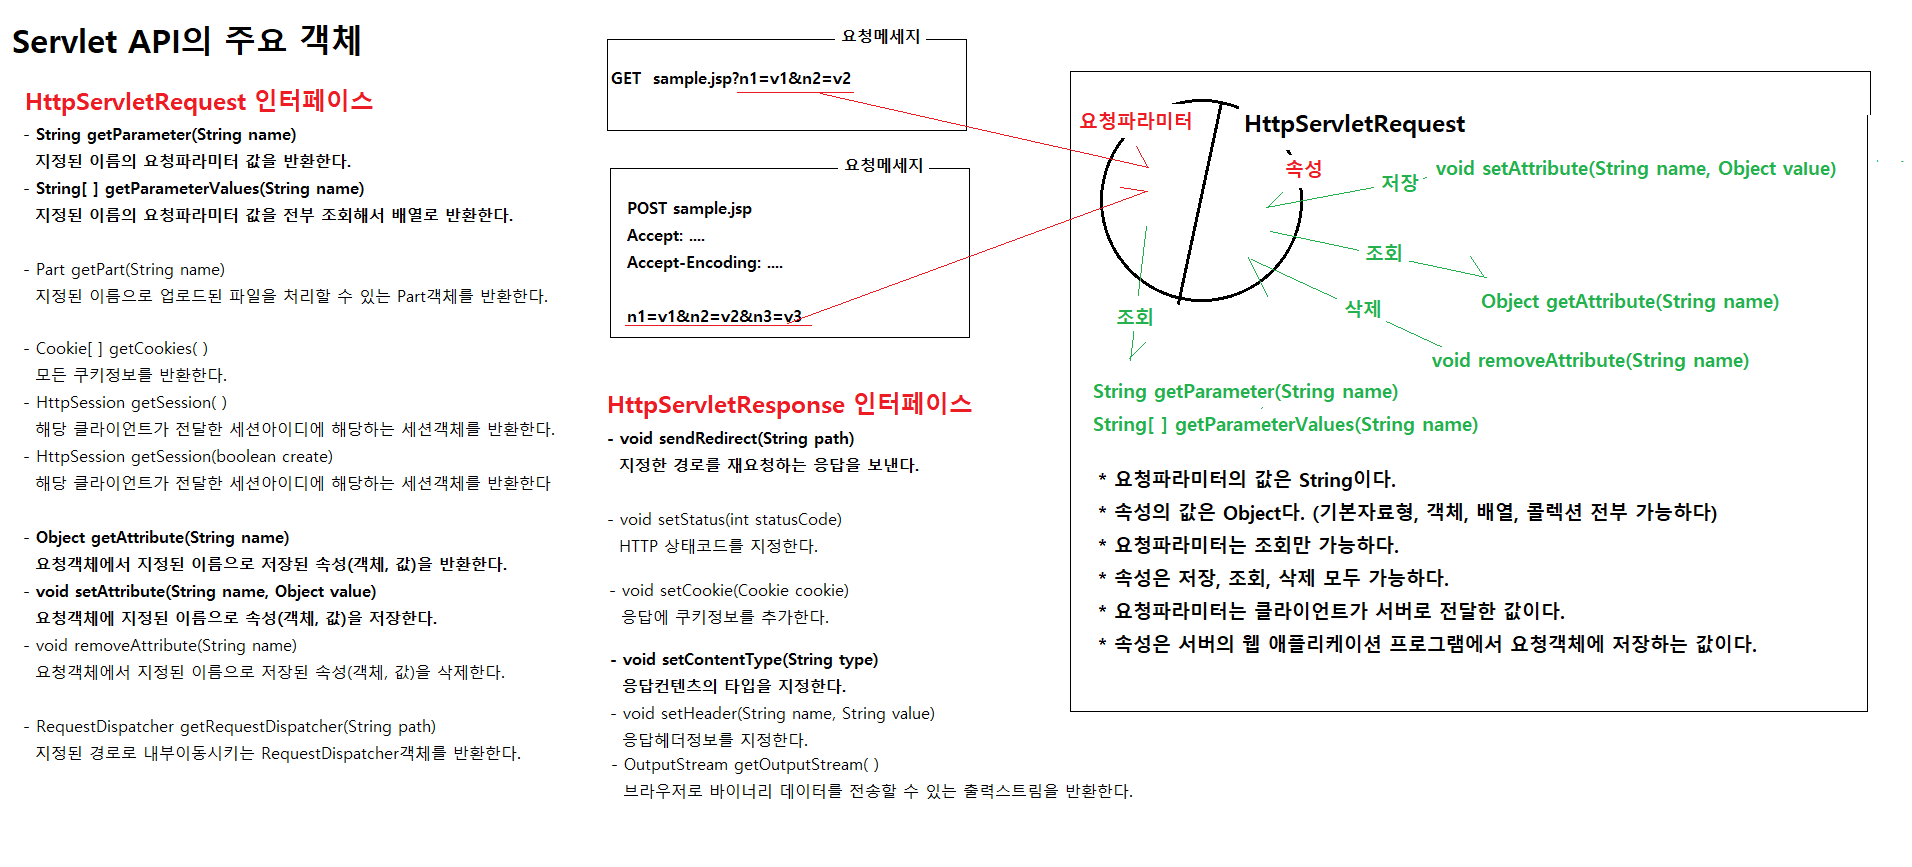 Servlet API의 주요 객체
HttpServletRequest 인터페이스
- String getParameter(String name)
지정된 이름의 요청파라미터 값을 반환한다.
- String[ ] getParameterValues(String name)
지정된 이름의 요청파라미터 값을 전부 조회해서 배열로 반환한다.
- Part getPart(String name)
지정된 이름으로 업로드된 파일을 처리할 수 있는 Part객체를 반환한다.
- Cookie[ ] getCookies( )
모든 쿠키정보를 반환한다.
- HttpSession getSession( )
해당 클라이언트가 전달한 세션아이디에 해당하는 세션객체를 반환한다.
- HttpSession getSession(boolean create)
해당 클라이언트가 전달한 세션아이디에 해당하는 세션객체를 반환한다
- Object getAttribute(String name)
요청객체에서 지정된 이름으로 저장된 속성(객체, 값)을 반환한다.
- void setAttribute(String name, Object value)
요청객체에 지정된 이름으로 속성(객체, 값)을 저장한다.
- void removeAttribute(String name)
요청객체에서 지정된 이름으로 저장된 속성(객체, 값)을 삭제한다.
- RequestDispatcher getRequestDispatcher(String path)
지정된 경로로 내부이동시키는 RequestDispatcher객체를 반환한다.
요청메세지
GET sample.jsp?n1=v1&n2=v2
요청메세지
POST sample.jsp
Accept: ....
Accept-Encoding: ....
n1=v1&n2=v2&n3=v3
HttpServletResponse 인터페이스
- void sendRedirect(String path)
지정한 경로를 재요청하는 응답을 보낸다.
- void setStatus(int statusCode)
HTTP 상태코드를 지정한다.
- void setCookie(Cookie cookie)
응답에 쿠키정보를 추가한다.
- void setContentType(String type)
응답컨텐츠의 타입을 지정한다.
- void setHeader(String name, String value)
응답헤더정보를 지정한다.
- OutputStream getOutputStream( )
브라우저로 바이너리 데이터를 전송할 수 있는 출력스트림을 반환한다.
요청파라미터
HttpServletRequest
속성
저장
void setAttribute(String name, Object value)
조회
Object getAttribute(String name)
삭제
void removeAttribute(String name)
조회
String getParameter(String name)
String[ ] getParameterValues(String name)
* 요청파라미터의 값은 String이다.
* 속성의 값은 Object다. (기본자료형, 객체, 배열, 콜렉션 전부 가능하다)
* 요청파라미터는 조회만 가능하다.
* 속성은 저장, 조회, 삭제 모두 가능하다.
* 요청파라미터는 클라이언트가 서버로 전달한 값이다.
* 속성은 서버의 웹 애플리케이션 프로그램에서 요청객체에 저장하는 값이다.